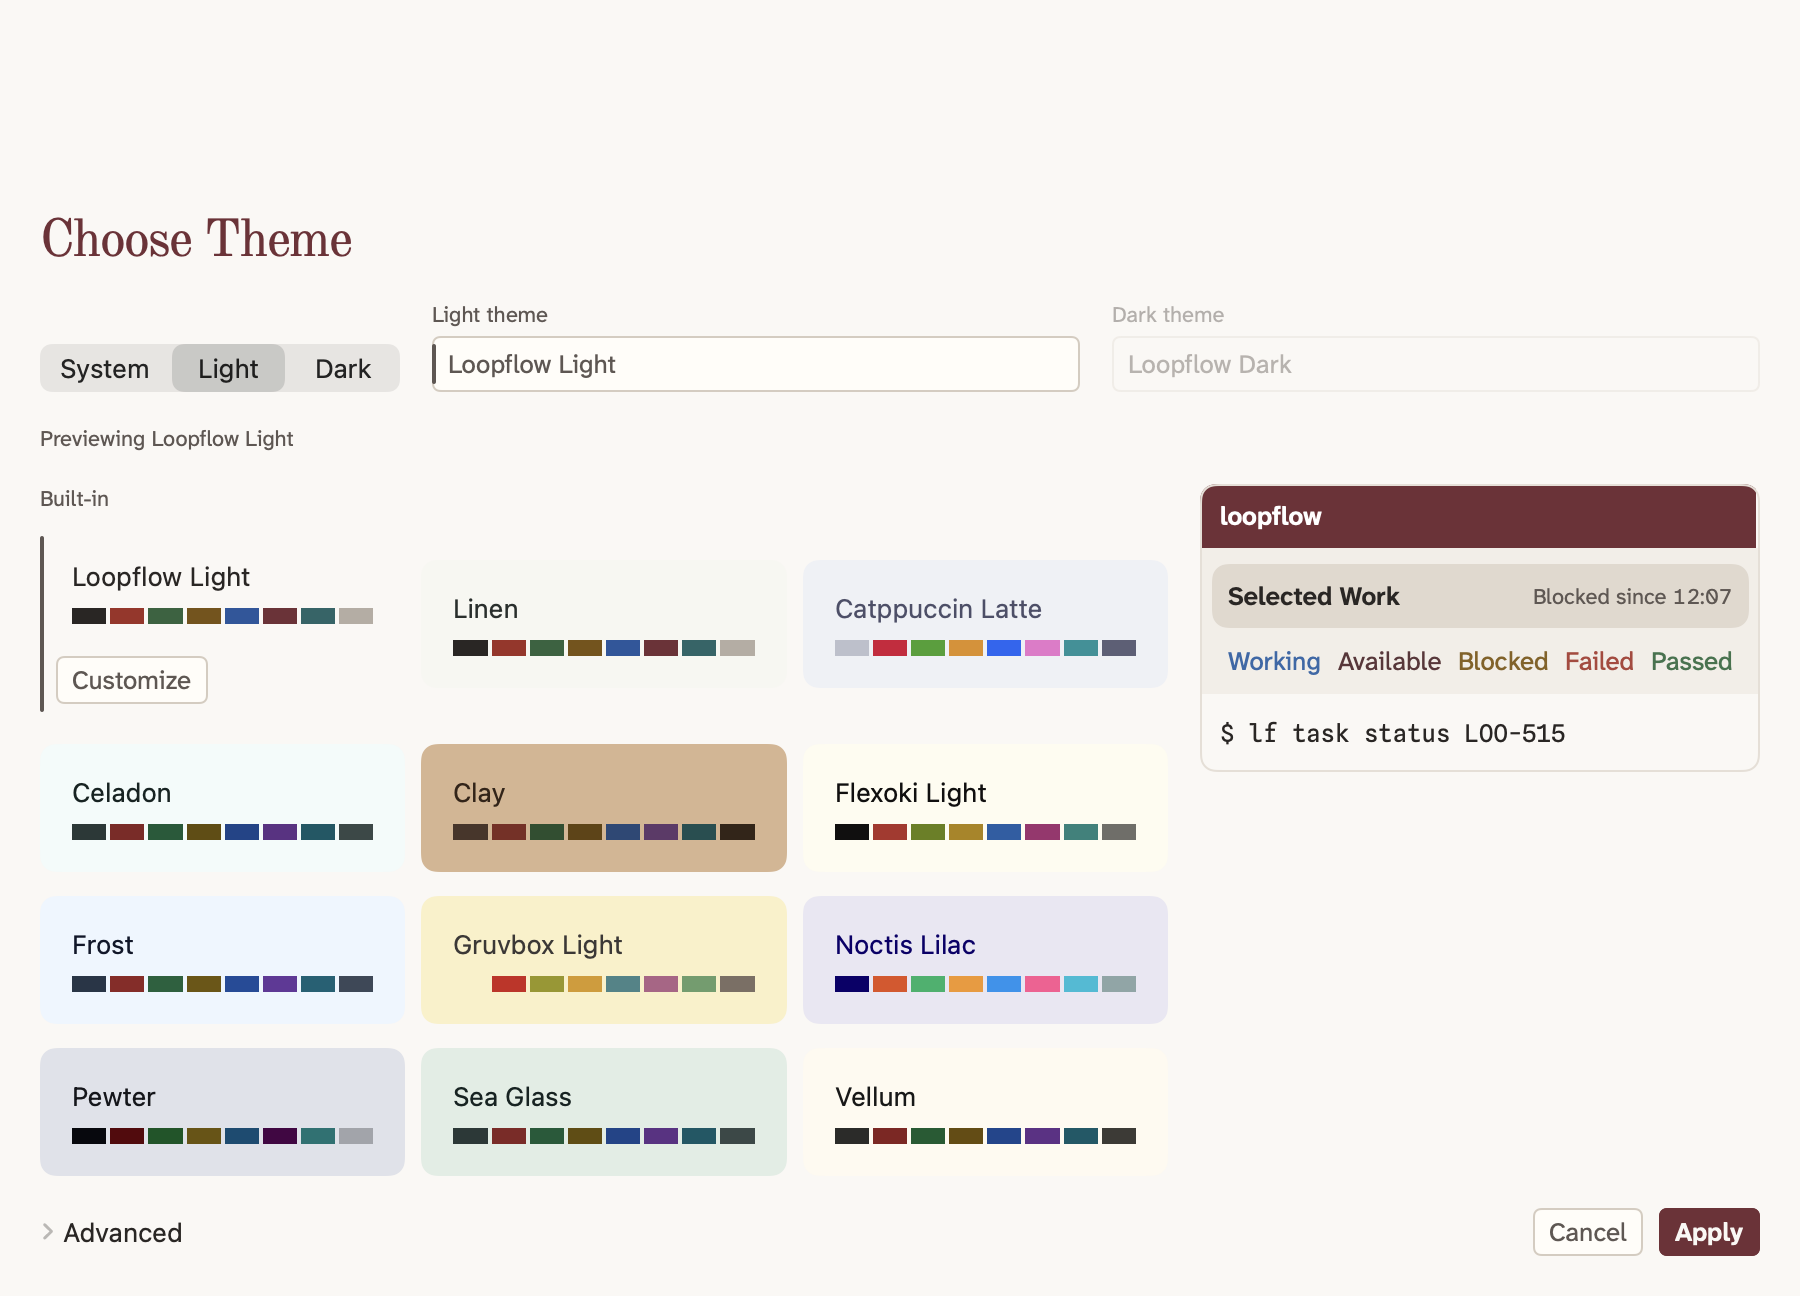 Choose Theme
Light theme
Dark theme
System Light Dark
Loopflow Light
Loopflow Dark
Previewing Loopflow Light
Built-in
Loopflow Light
Customize
Linen
Catppuccin Latte
Celadon
Clay
Flexoki Light
Frost
Gruvbox Light
Noctis Lilac
Pewter
Sea Glass
Vellum
loopflow
Selected Work Blocked since 12:07
Working Available Blocked Failed Passed
$ lf task status LOO-515
Advanced
Cancel Apply